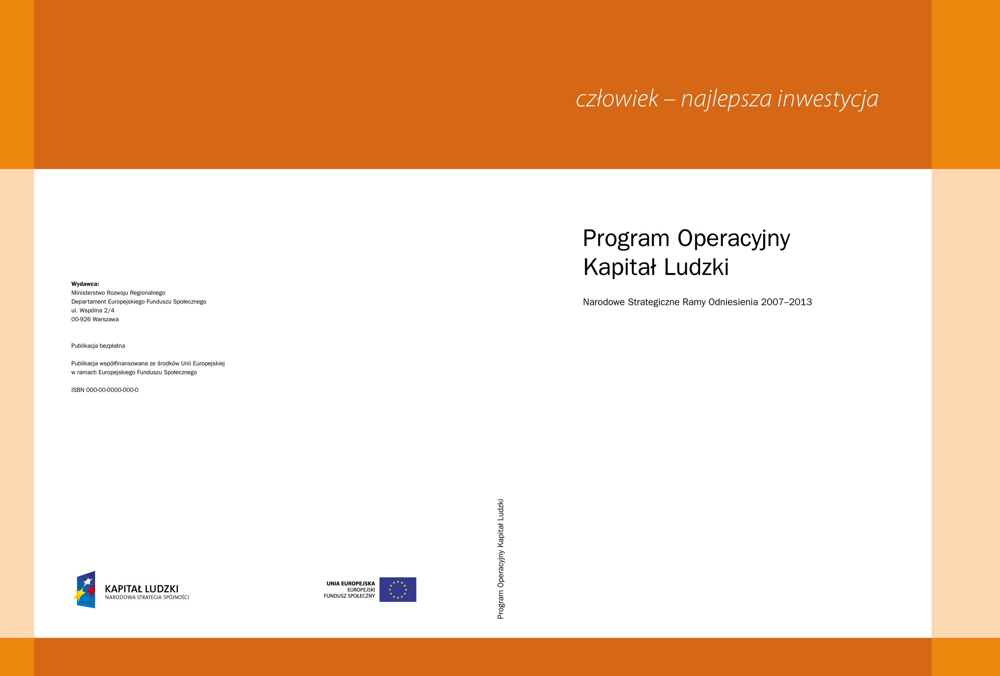 człowiek – najlepsza inwestycja
Program Operacyjny
Kapitał Ludzki
Narodowe Strategiczne Ramy Odniesienia 2007–2013
Wydawca:
Ministerstwo Rozwoju Regionalnego
Departament Europejskiego Funduszu Społecznego
ul. Wspólna 2/4
00-926 Warszawa
Publikacja bezpłatna
Publikacja współfinansowana ze środków Unii Europejskiej
w ramach Europejskiego Funduszu Społecznego
ISBN 000-00-0000-000-0
KAPITAŁ LUDZKI
NARODOWA STRATEGIA SPÓJNOŚCI
UNIA EUROPEJSKA
EUROPEJSKI
FUNDUSZ SPOŁECZNY
Program Operacyjny Kapitał Ludzki